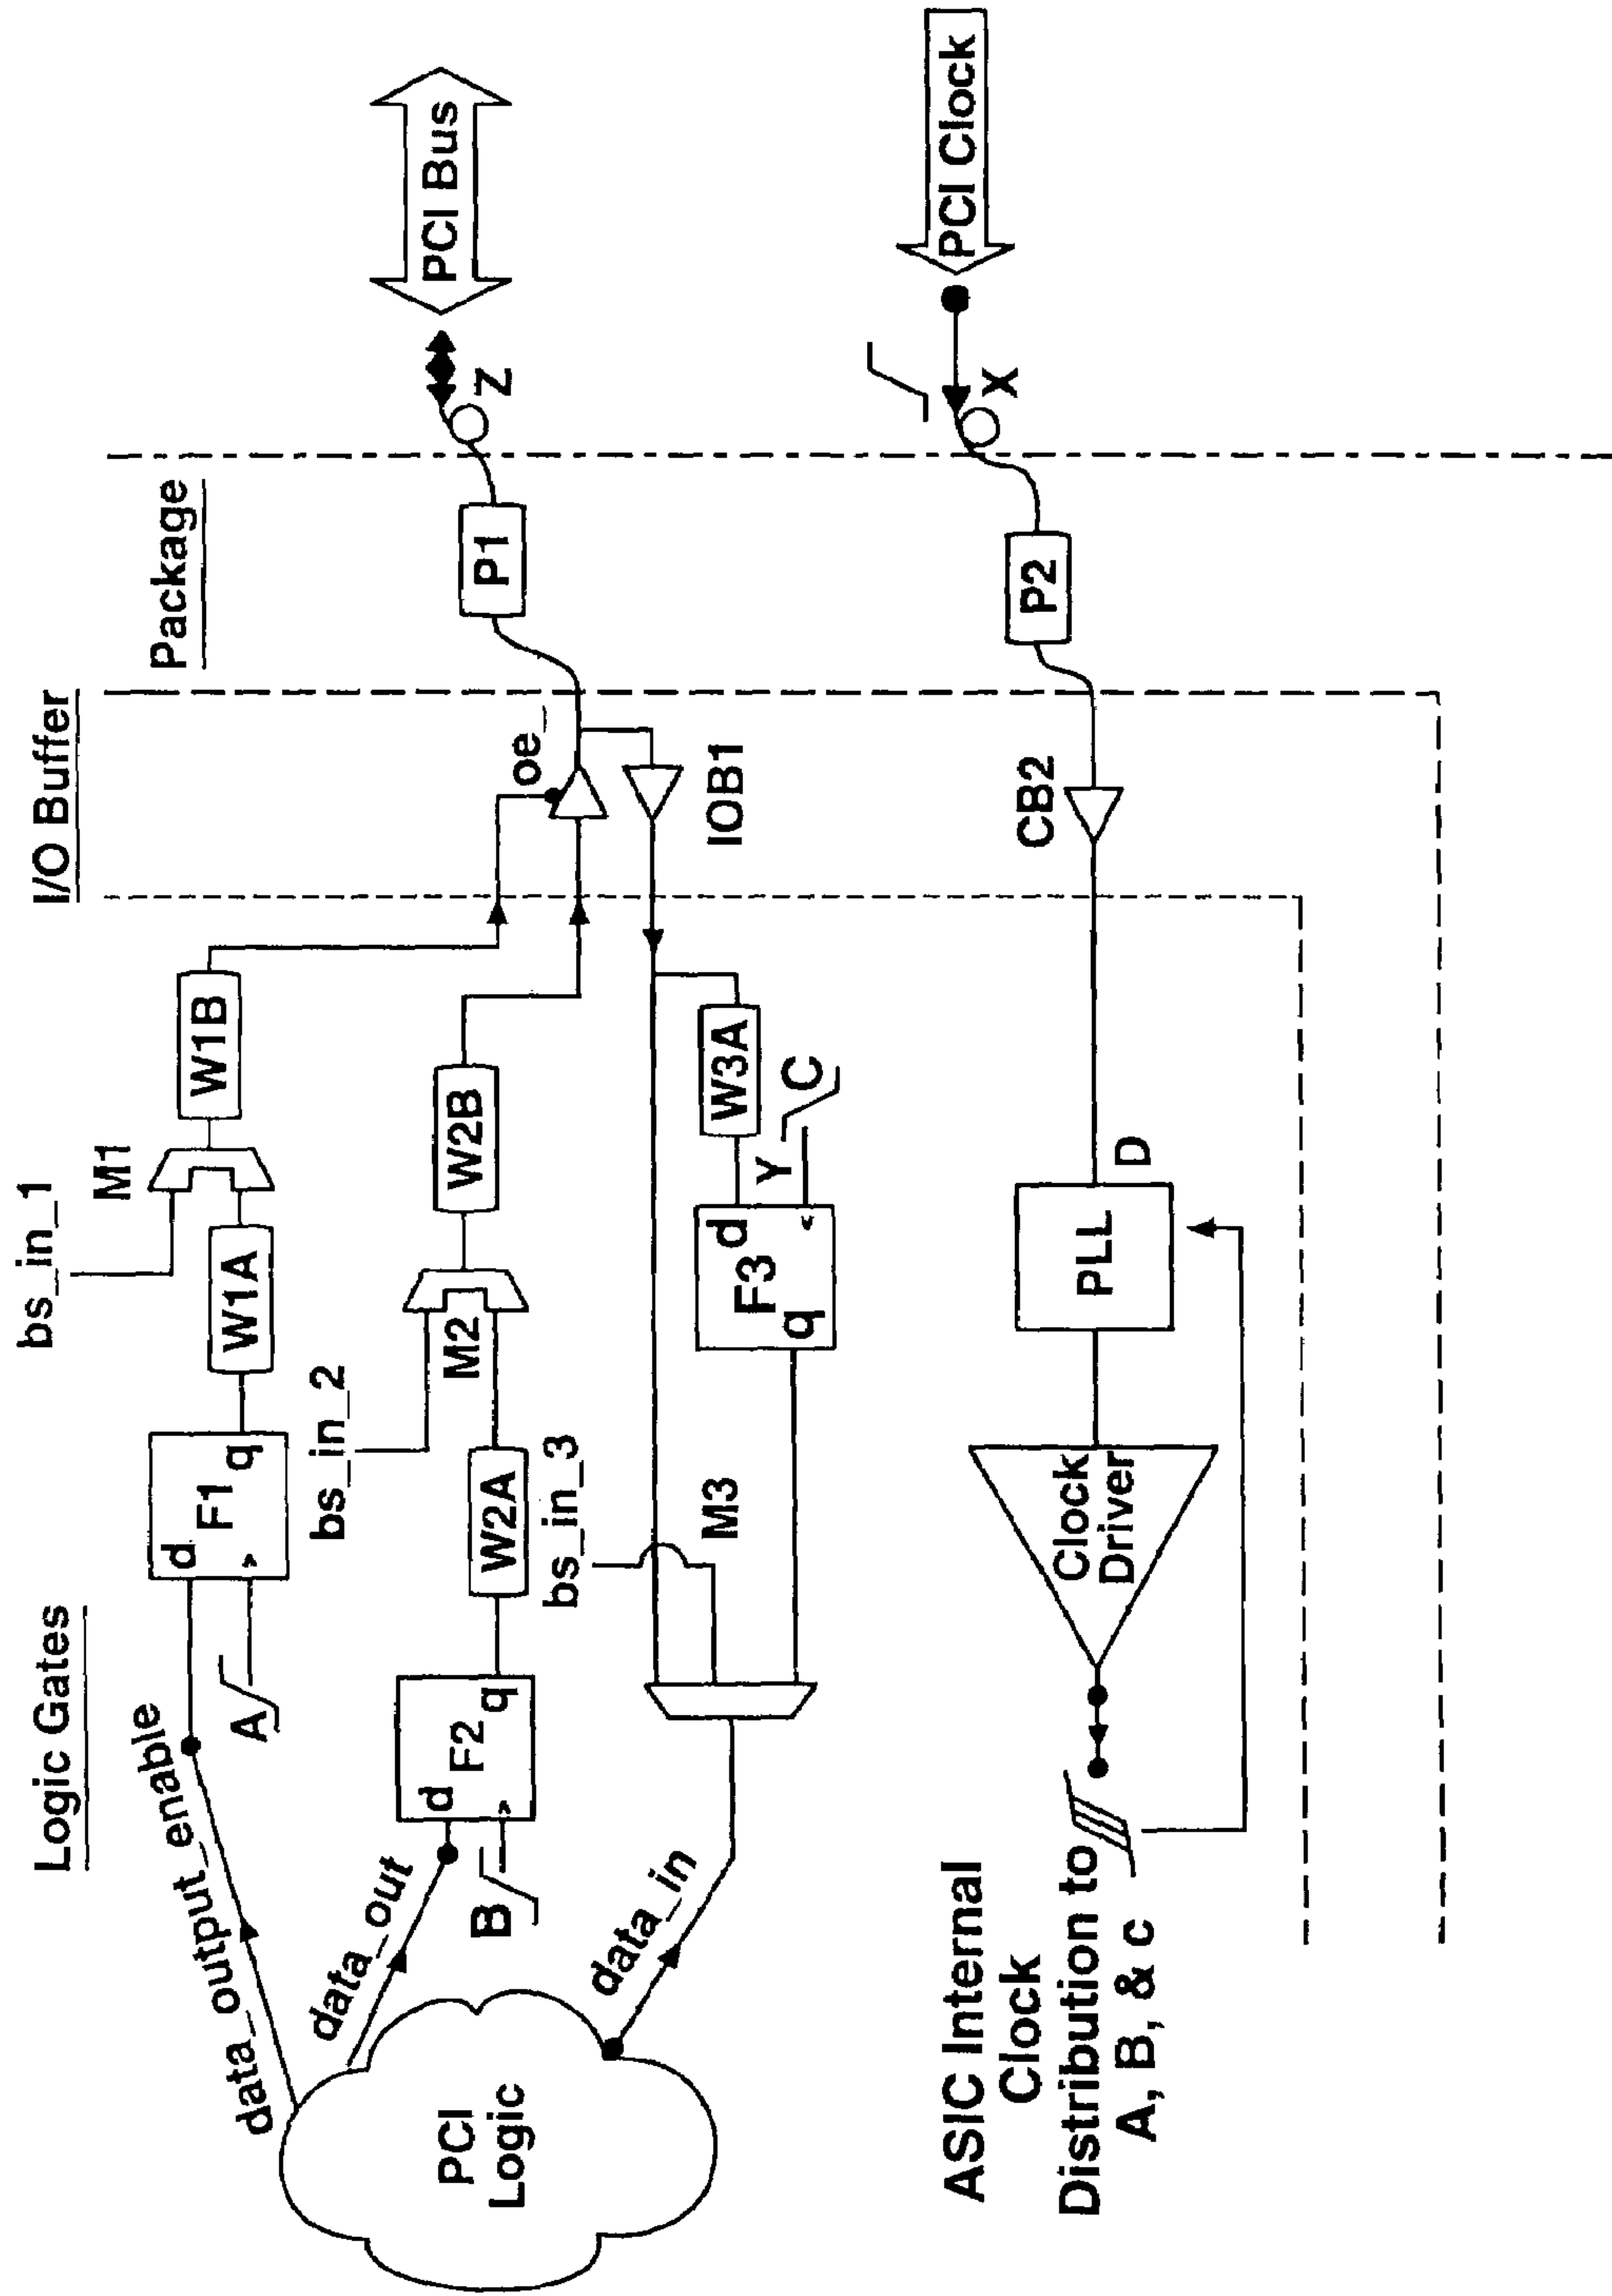 Logic Gates
I/O Buffer
Package
bs_in_1
M1
data_output_enable
d
F1
q
A
W1A
W1B
bs_in_2
M2
data_out
d
F2
q
B
W2A
W2B
oe_
P1
Z
PCI Bus
PCI
Logic
bs_in_3
M3
data_in
d
F3
q
Y
C
W3A
IOB1
ASIC Internal
Clock
Distribution to
A, B, & c
Clock
Driver
PLL
D
CB2
P2
X
PCI Clock